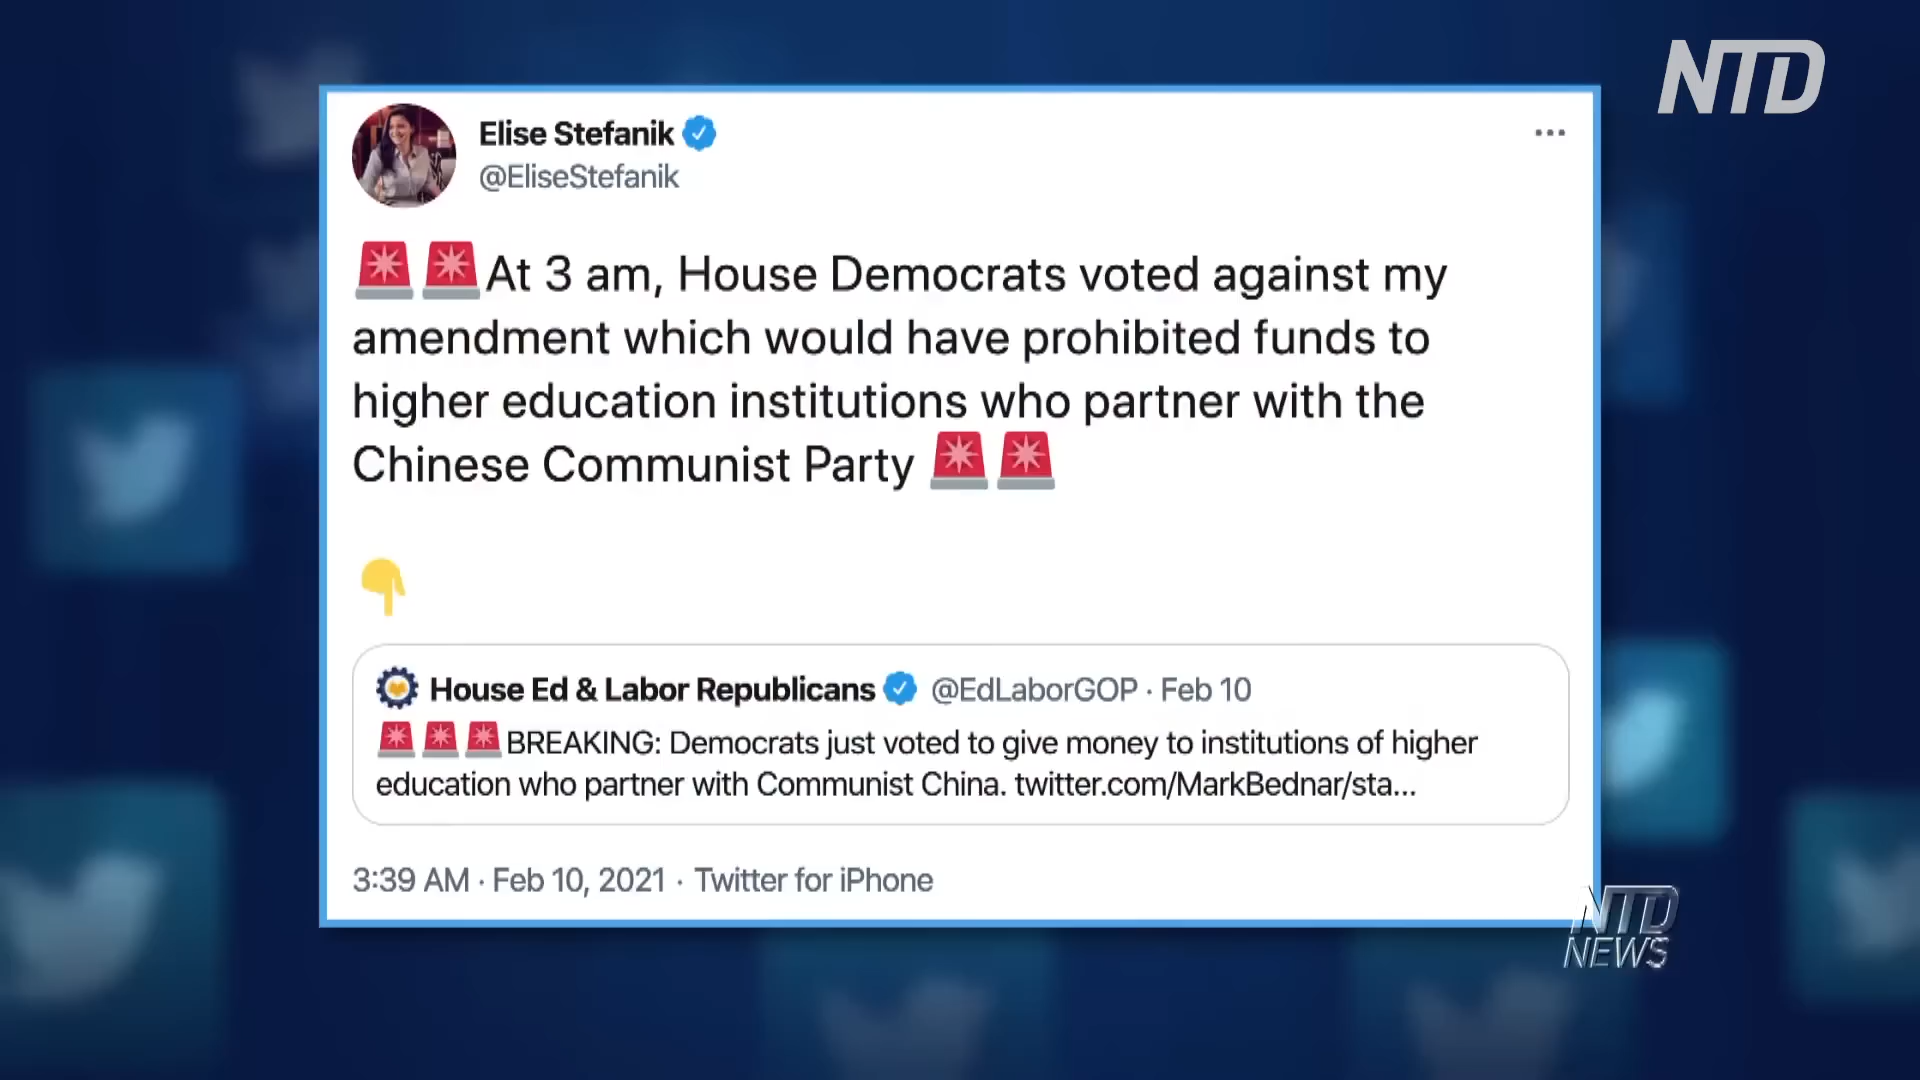 NTD
Elise Stefanik
@EliseStefanik
🚨🚨At 3 am, House Democrats voted against my
amendment which would have prohibited funds to
higher education institutions who partner with the
Chinese Communist Party 🚨🚨
👇
House Ed & Labor Republicans @EdLaborGOP · Feb 10
🚨🚨🚨BREAKING: Democrats just voted to give money to institutions of higher
education who partner with Communist China. twitter.com/MarkBednar/sta...
3:39 AM · Feb 10, 2021 · Twitter for iPhone
NTD
NEWS